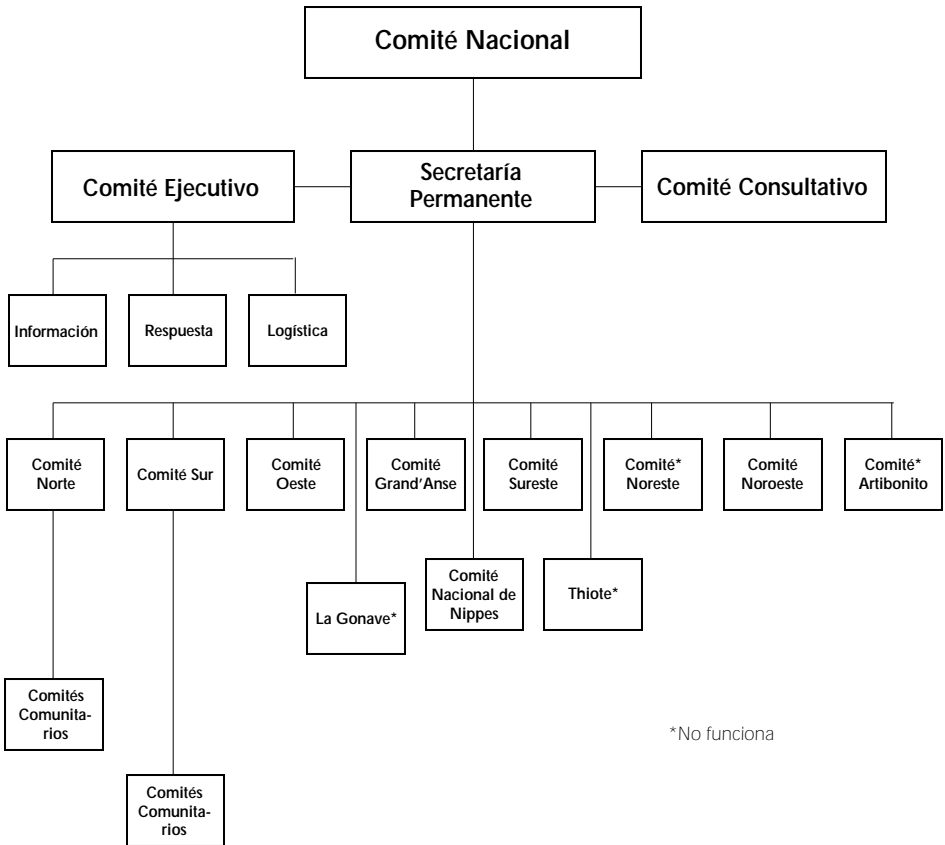 Comité Nacional
Comité Ejecutivo
Secretaría
Permanente
Comité Consultativo
Información
Respuesta
Logística
Comité
Norte
Comité Sur
Comité
Oeste
Comité
Grand'Anse
Comité
Sureste
Comité*
Noreste
Comité
Noroeste
Comité*
Artibonito
La Gonave*
Comité
Nacional de
Nippes
Thiote*
Comités
Comunita-
rios
*No funciona
Comités
Comunita-
rios